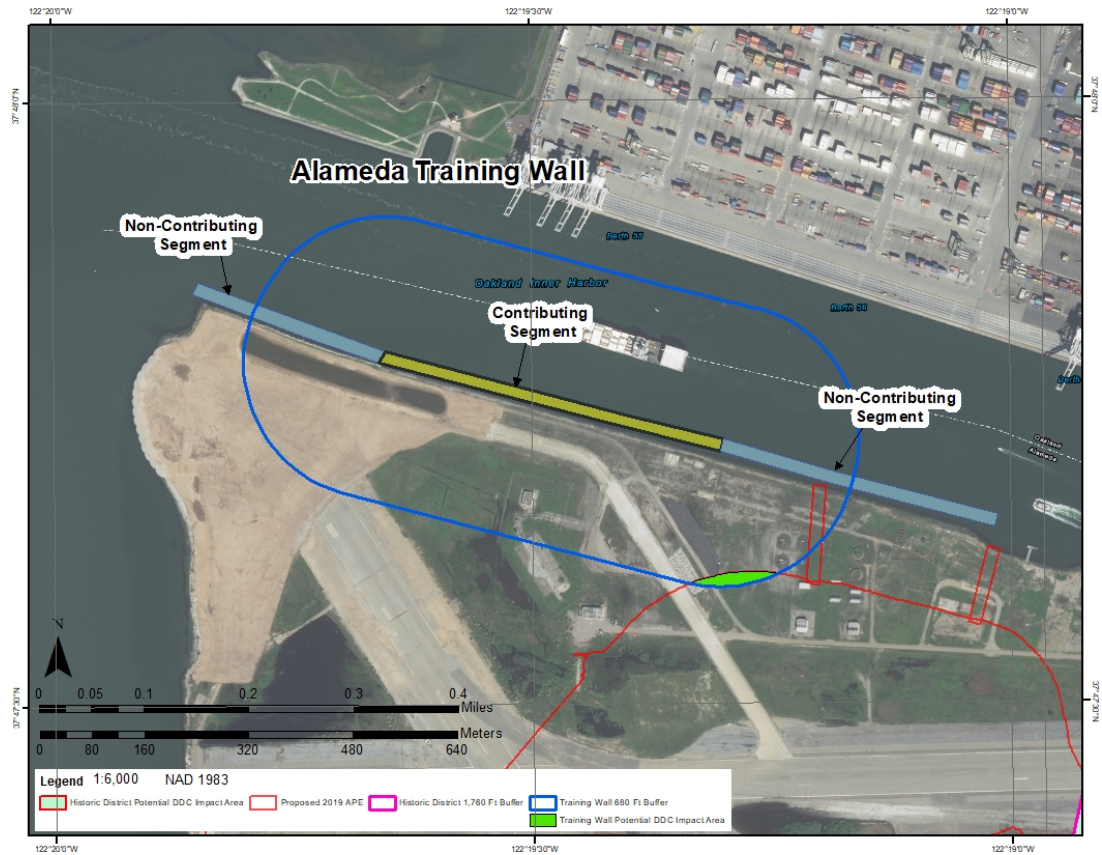 122°20'0"W 122°19'30"W 122°19'0"W
37°48'0"N 37°48'0"N
Alameda Training Wall
Non-Contributing
Segment
Berth 55
Oakland Inner Harbor
Contributing
Segment
Berth 56
Berth
Non-Contributing
Segment
Oakland
Alameda
N
0 0.05 0.1 0.2 0.3 0.4
Miles
Meters
0 80 160 320 480 640
37°47'30"N 37°47'30"N
Legend 1:6,000 NAD 1983
Historic District Potential DDC Impact Area Proposed 2019 APE Historic District 1,760 Ft Buffer Training Wall 680 Ft Buffer
Training Wall Potential DDC Impact Area
122°20'0"W 122°19'30"W 122°19'0"W